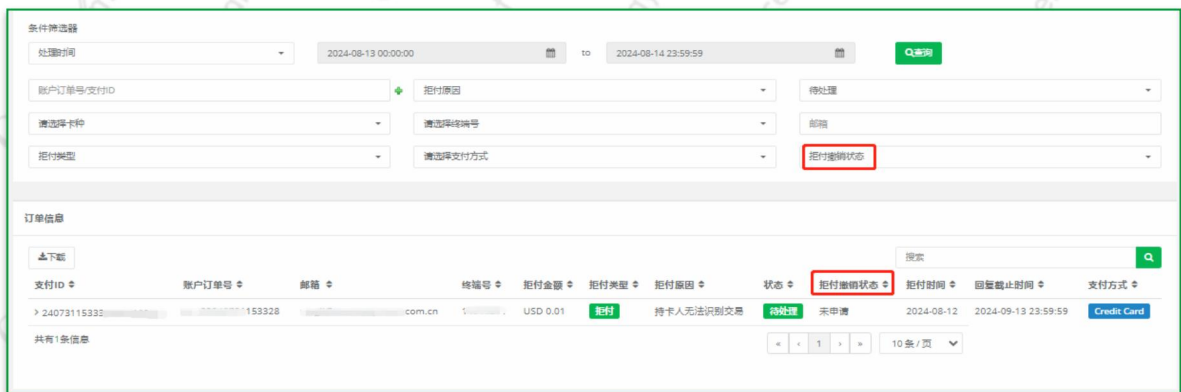 条件筛选器
处理时间 2024-08-13 00:00:00 to 2024-08-14 23:59:59 查询
账户订单号/支付ID 拒付原因 待处理
请选择卡种 请选择终端号 邮箱
拒付类型 请选择支付方式 拒付撤销状态
订单信息
下载 搜索
支付ID 账户订单号 邮箱 终端号 拒付金额 拒付类型 拒付原因 状态 拒付撤销状态 拒付时间 回复截止时间 支付方式
> 24073115333 153328 com.cn USD 0.01 拒付 持卡人无法识别交易 待处理 未申请 2024-08-12 2024-09-13 23:59:59 Credit Card
共有1条信息 « ‹ 1 › » 10 条 / 页